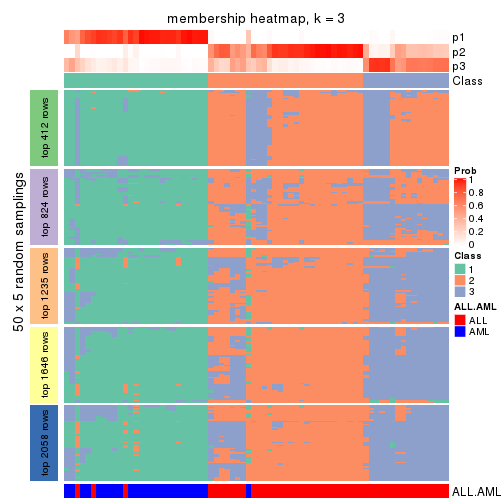 membership heatmap, k = 3
p1
p2
p3
Class
50 x 5 random samplings
top 412 rows
top 824 rows
top 1235 rows
top 1646 rows
top 2058 rows
Prob
1
0.8
0.6
0.4
0.2
0
Class
1
2
3
ALL.AML
ALL
AML
ALL.AML